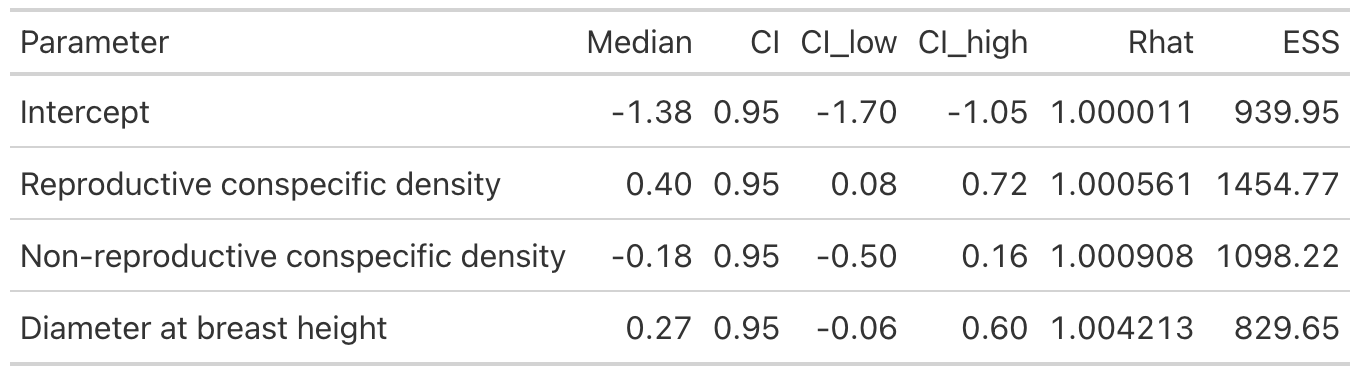 Parameter Median CI CI_low CI_high Rhat ESS
Intercept -1.38 0.95 -1.70 -1.05 1.000011 939.95
Reproductive conspecific density 0.40 0.95 0.08 0.72 1.000561 1454.77
Non-reproductive conspecific density -0.18 0.95 -0.50 0.16 1.000908 1098.22
Diameter at breast height 0.27 0.95 -0.06 0.60 1.004213 829.65